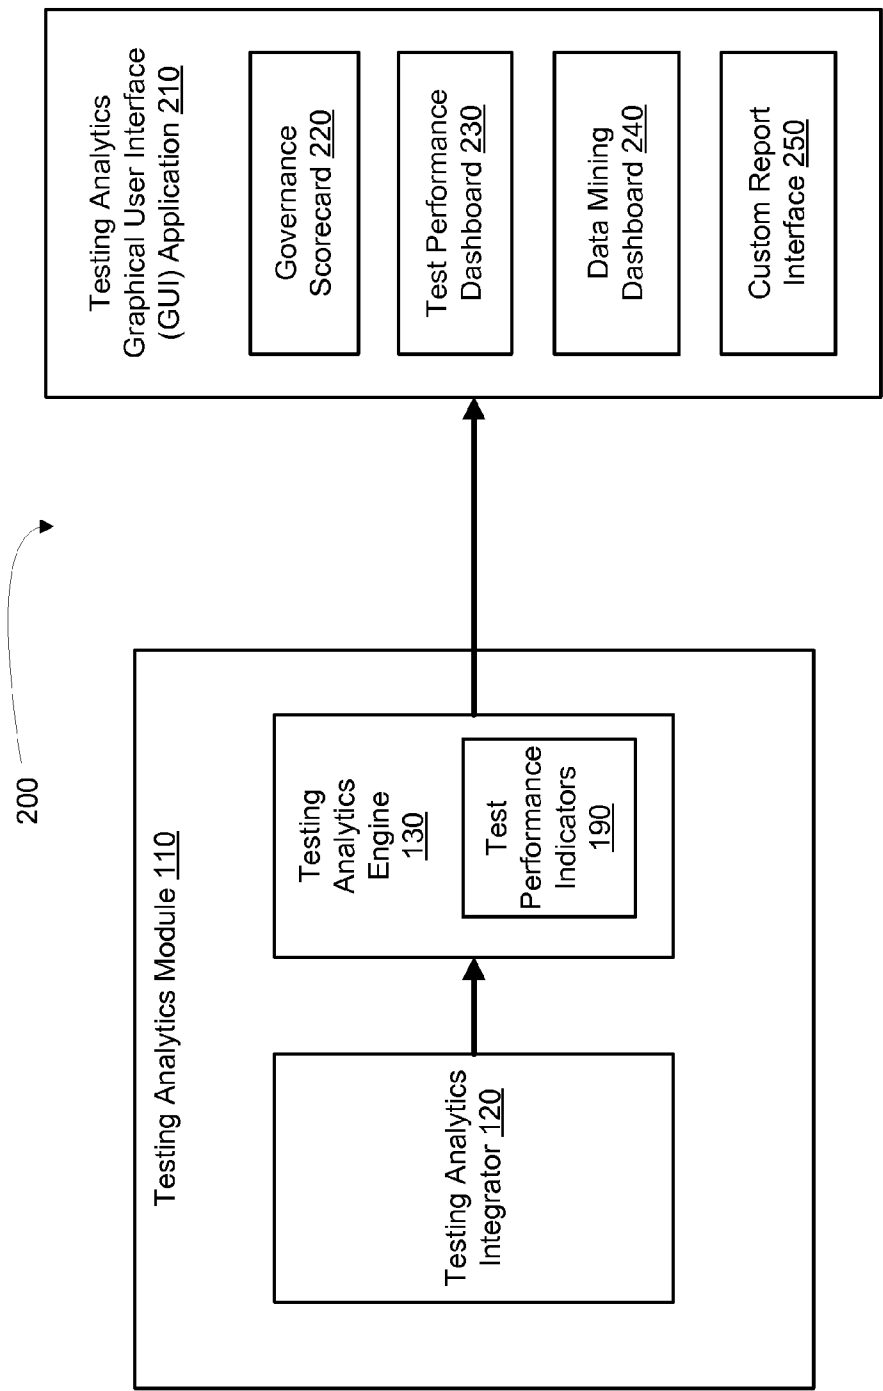 200
Testing Analytics Module 110
Testing Analytics
Integrator 120
Testing
Analytics
Engine
130
Test
Performance
Indicators
190
Testing Analytics
Graphical User Interface
(GUI) Application 210
Governance
Scorecard 220
Test Performance
Dashboard 230
Data Mining
Dashboard 240
Custom Report
Interface 250